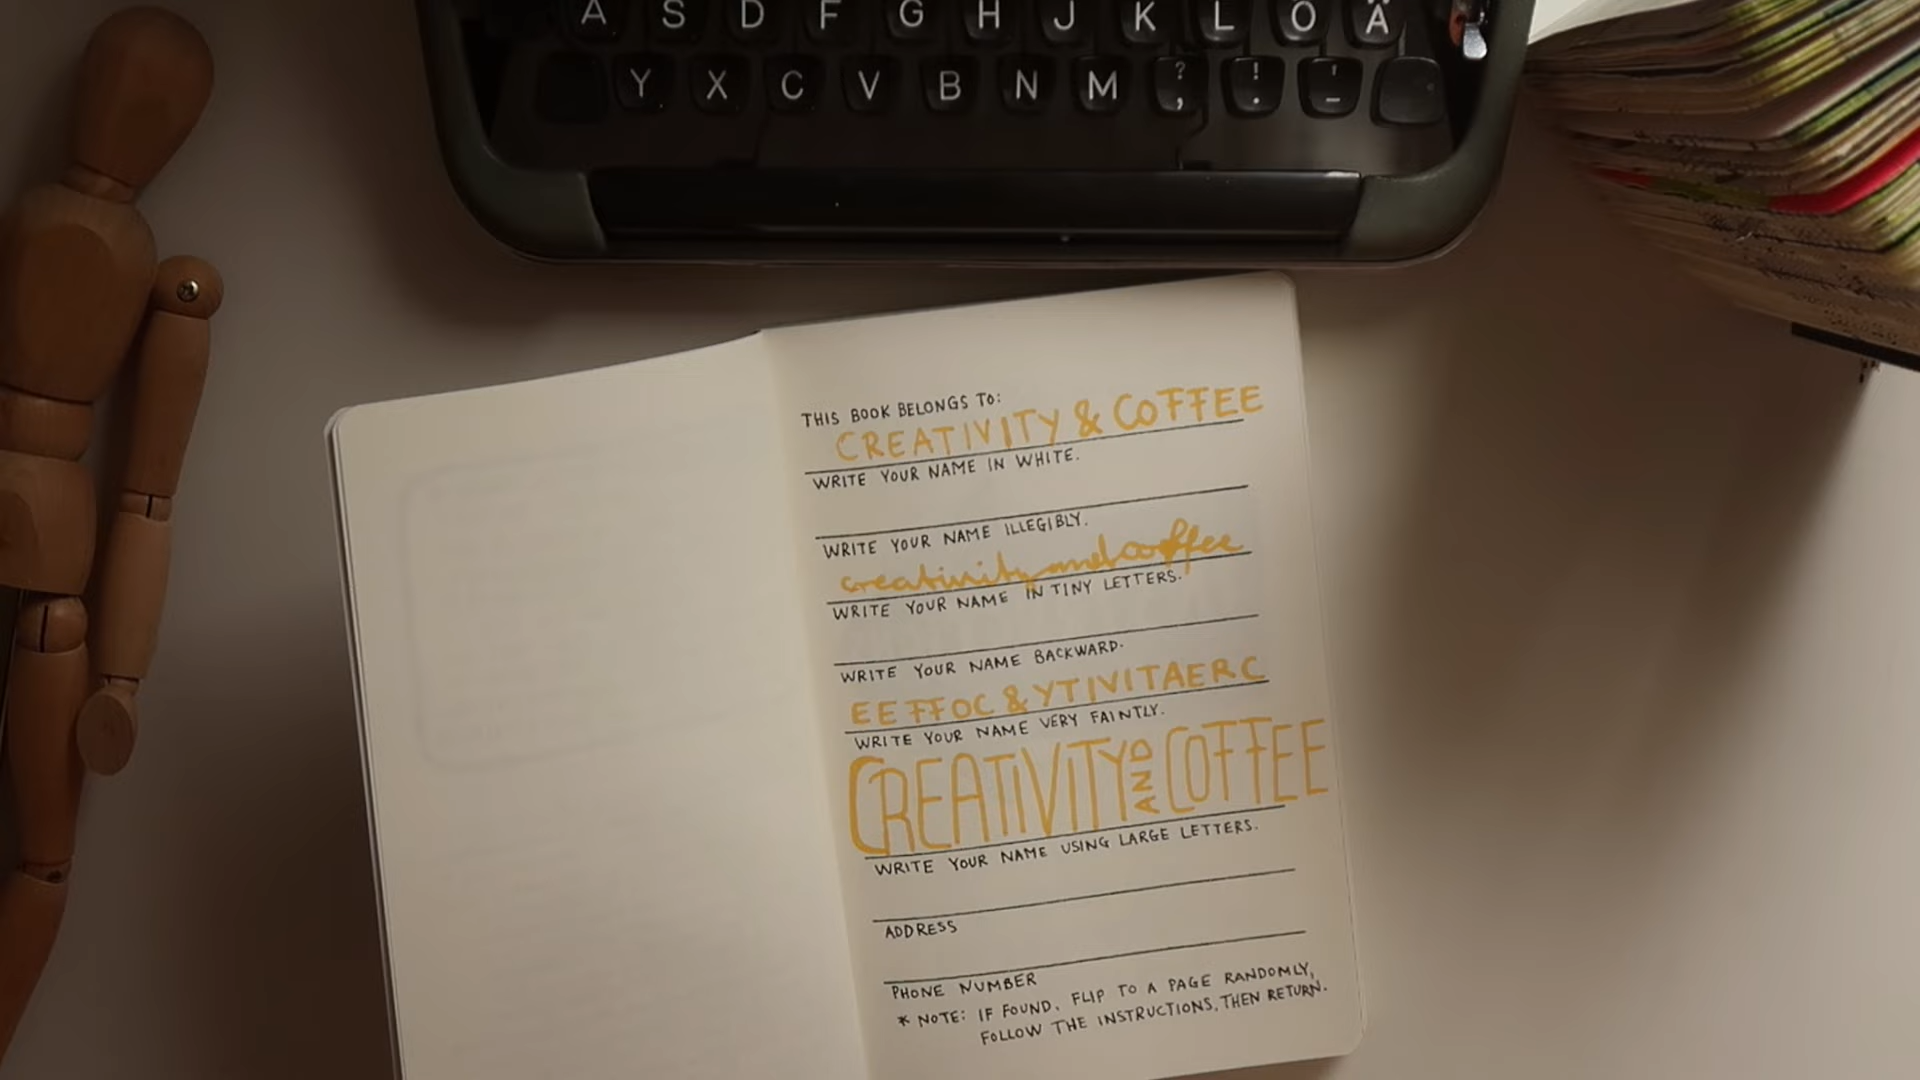 A S D F G H J K L Ö Ä
Y X C V B N M ? , ! . ' _
THIS BOOK BELONGS TO:
CREATIVITY & COFFEE
WRITE YOUR NAME IN WHITE.
WRITE YOUR NAME ILLEGIBLY.
creativityandcoffee
WRITE YOUR NAME IN TINY LETTERS.
WRITE YOUR NAME BACKWARD.
EEFFOC & YTIVITAERC
WRITE YOUR NAME VERY FAINTLY.
CREATIVITY AND COFFEE
WRITE YOUR NAME USING LARGE LETTERS.
ADDRESS
PHONE NUMBER
* NOTE: IF FOUND, FLIP TO A PAGE RANDOMLY,
FOLLOW THE INSTRUCTIONS, THEN RETURN.